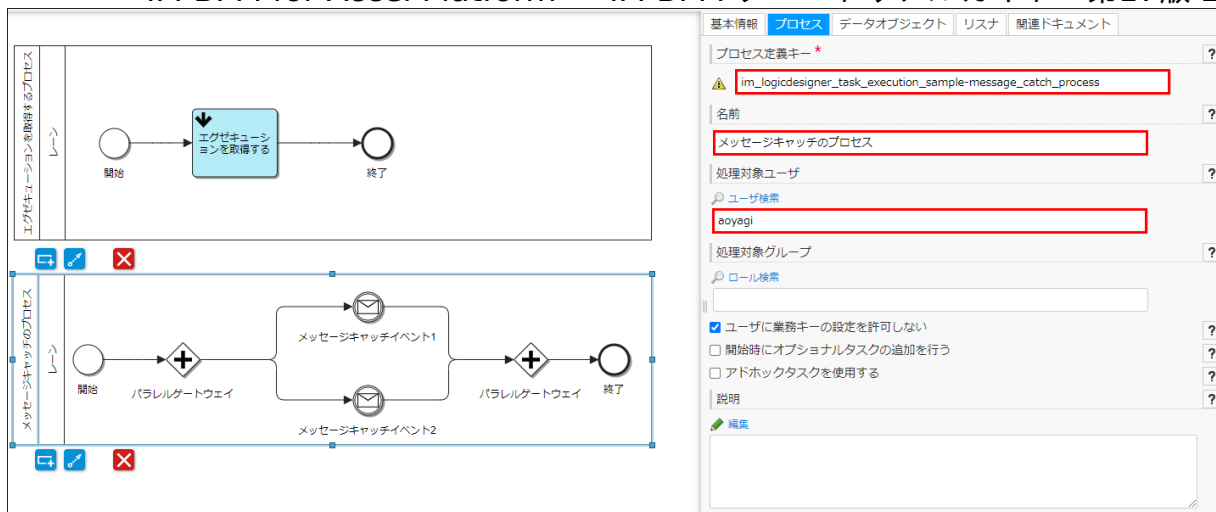 基本情報 プロセス データオブジェクト リスナ 関連ドキュメント
プロセス定義キー *
?
im_logicdesigner_task_execution_sample-message_catch_process
名前
?
メッセージキャッチのプロセス
処理対象ユーザ
?
ユーザ検索
aoyagi
処理対象グループ
?
ロール検索
ユーザに業務キーの設定を許可しない
?
開始時にオプショナルタスクの追加を行う
?
アドホックタスクを使用する
?
説明
?
編集
エグゼキューションを取得するプロセス
レーン
開始
エグゼキューシ
ョンを取得する
終了
メッセージキャッチのプロセス
レーン
開始
パラレルゲートウェイ
メッセージキャッチイベント1
メッセージキャッチイベント2
パラレルゲートウェイ
終了